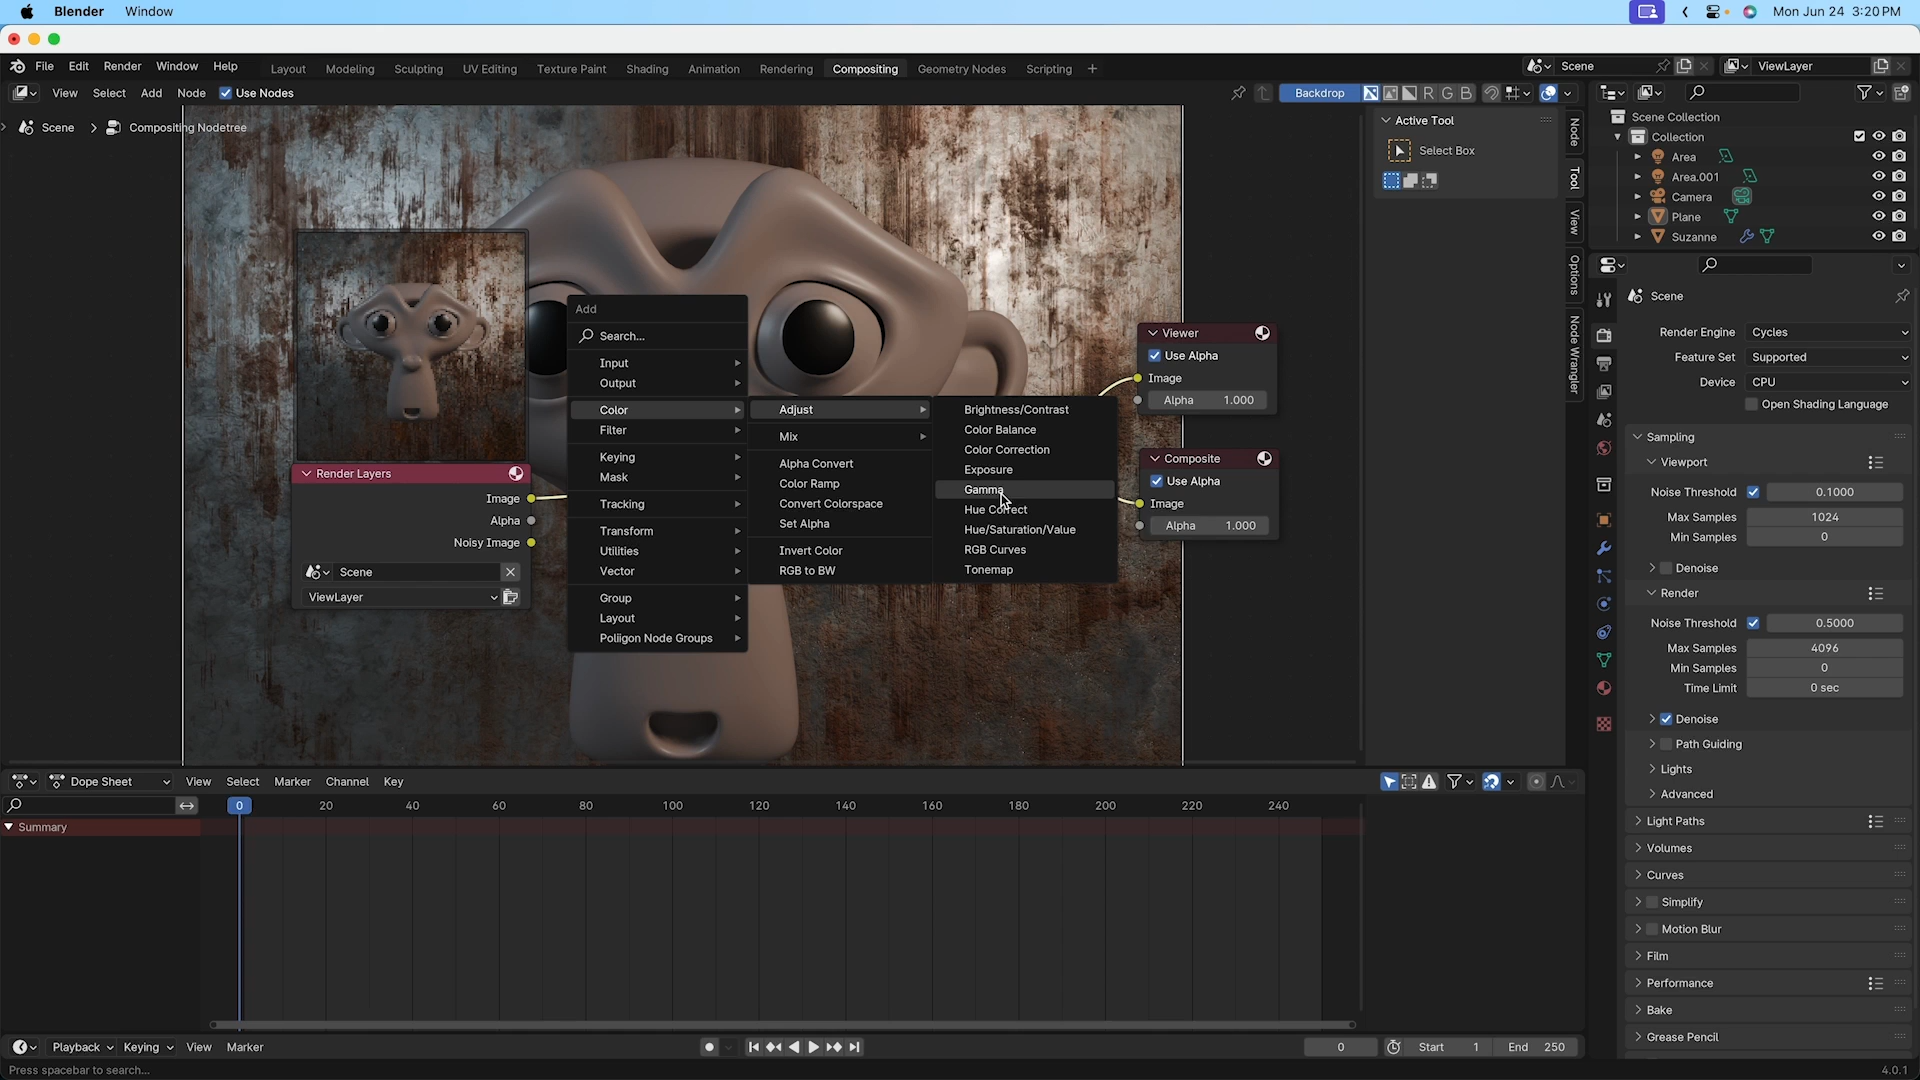 Blender Window Mon Jun 24 3:20 PM
File Edit Render Window Help Layout Modeling Sculpting UV Editing Texture Paint Shading Animation Rendering Compositing Geometry Nodes Scripting + Scene ViewLayer
View Select Add Node Use Nodes Backdrop R G B
Scene > Compositing Nodetree
Active Tool
Select Box
Node
Tool
View
Options
Node Wrangler
Scene Collection
Collection
Area
Area.001
Camera
Plane
Suzanne
Render Layers
Image
Alpha
Noisy Image
Scene
ViewLayer
Add
Search...
Input
Output
Color
Filter
Keying
Mask
Tracking
Transform
Utilities
Vector
Group
Layout
Poliigon Node Groups
Adjust
Mix
Alpha Convert
Color Ramp
Convert Colorspace
Set Alpha
Invert Color
RGB to BW
Brightness/Contrast
Color Balance
Color Correction
Exposure
Gamma
Hue Correct
Hue/Saturation/Value
RGB Curves
Tonemap
Viewer
Use Alpha
Image
Alpha 1.000
Composite
Use Alpha
Image
Alpha 1.000
Scene
Render Engine Cycles
Feature Set Supported
Device CPU
Open Shading Language
Sampling
Viewport
Noise Threshold 0.1000
Max Samples 1024
Min Samples 0
Denoise
Render
Noise Threshold 0.5000
Max Samples 4096
Min Samples 0
Time Limit 0 sec
Denoise
Path Guiding
Lights
Advanced
Light Paths
Volumes
Curves
Simplify
Motion Blur
Film
Performance
Bake
Grease Pencil
Dope Sheet View Select Marker Channel Key
0 20 40 60 80 100 120 140 160 180 200 220 240
Summary
Playback Keying View Marker 0 Start 1 End 250
Press spacebar to search... 4.0.1